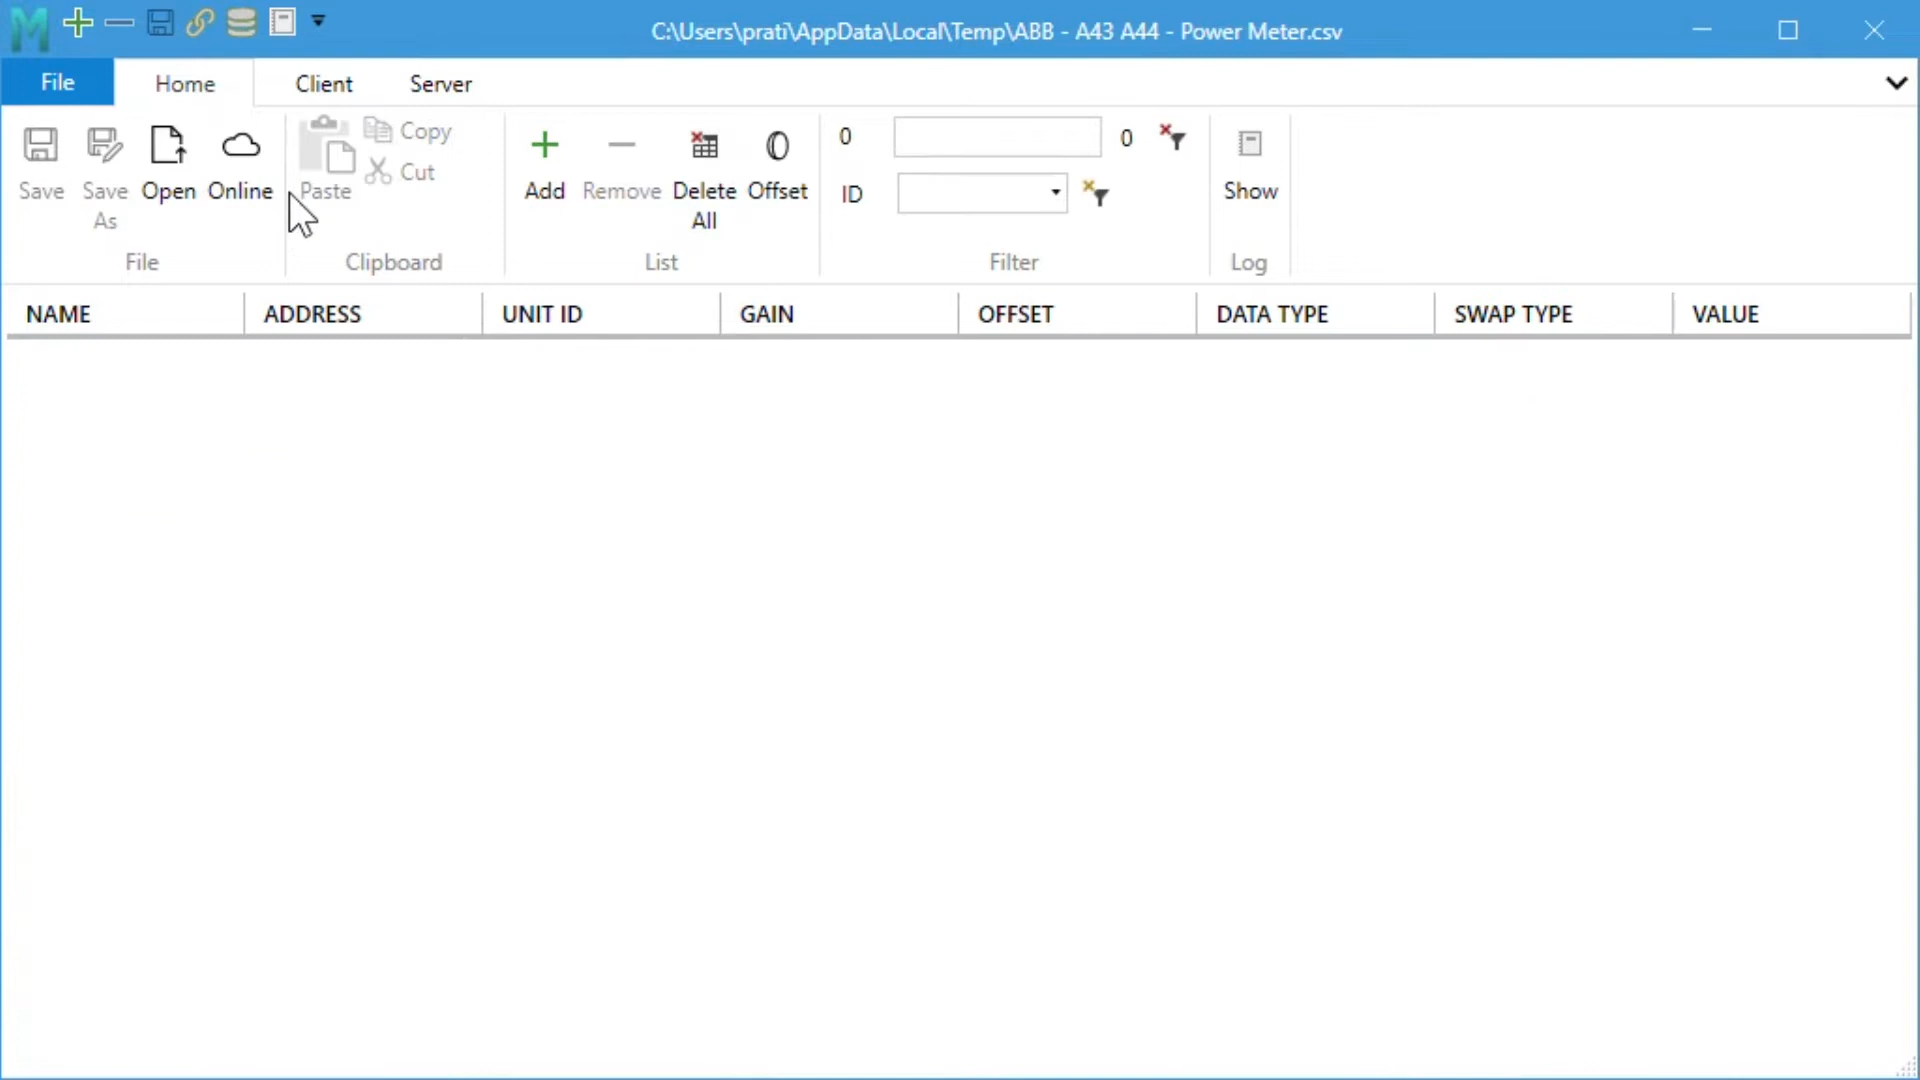 C:\Users\prati\AppData\Local\Temp\ABB - A43 A44 - Power Meter.csv
File Home Client Server
Save Save As Open Online Paste Copy Cut Add Remove Delete All Offset 0 0 ID Show
File Clipboard List Filter Log
NAME ADDRESS UNIT ID GAIN OFFSET DATA TYPE SWAP TYPE VALUE